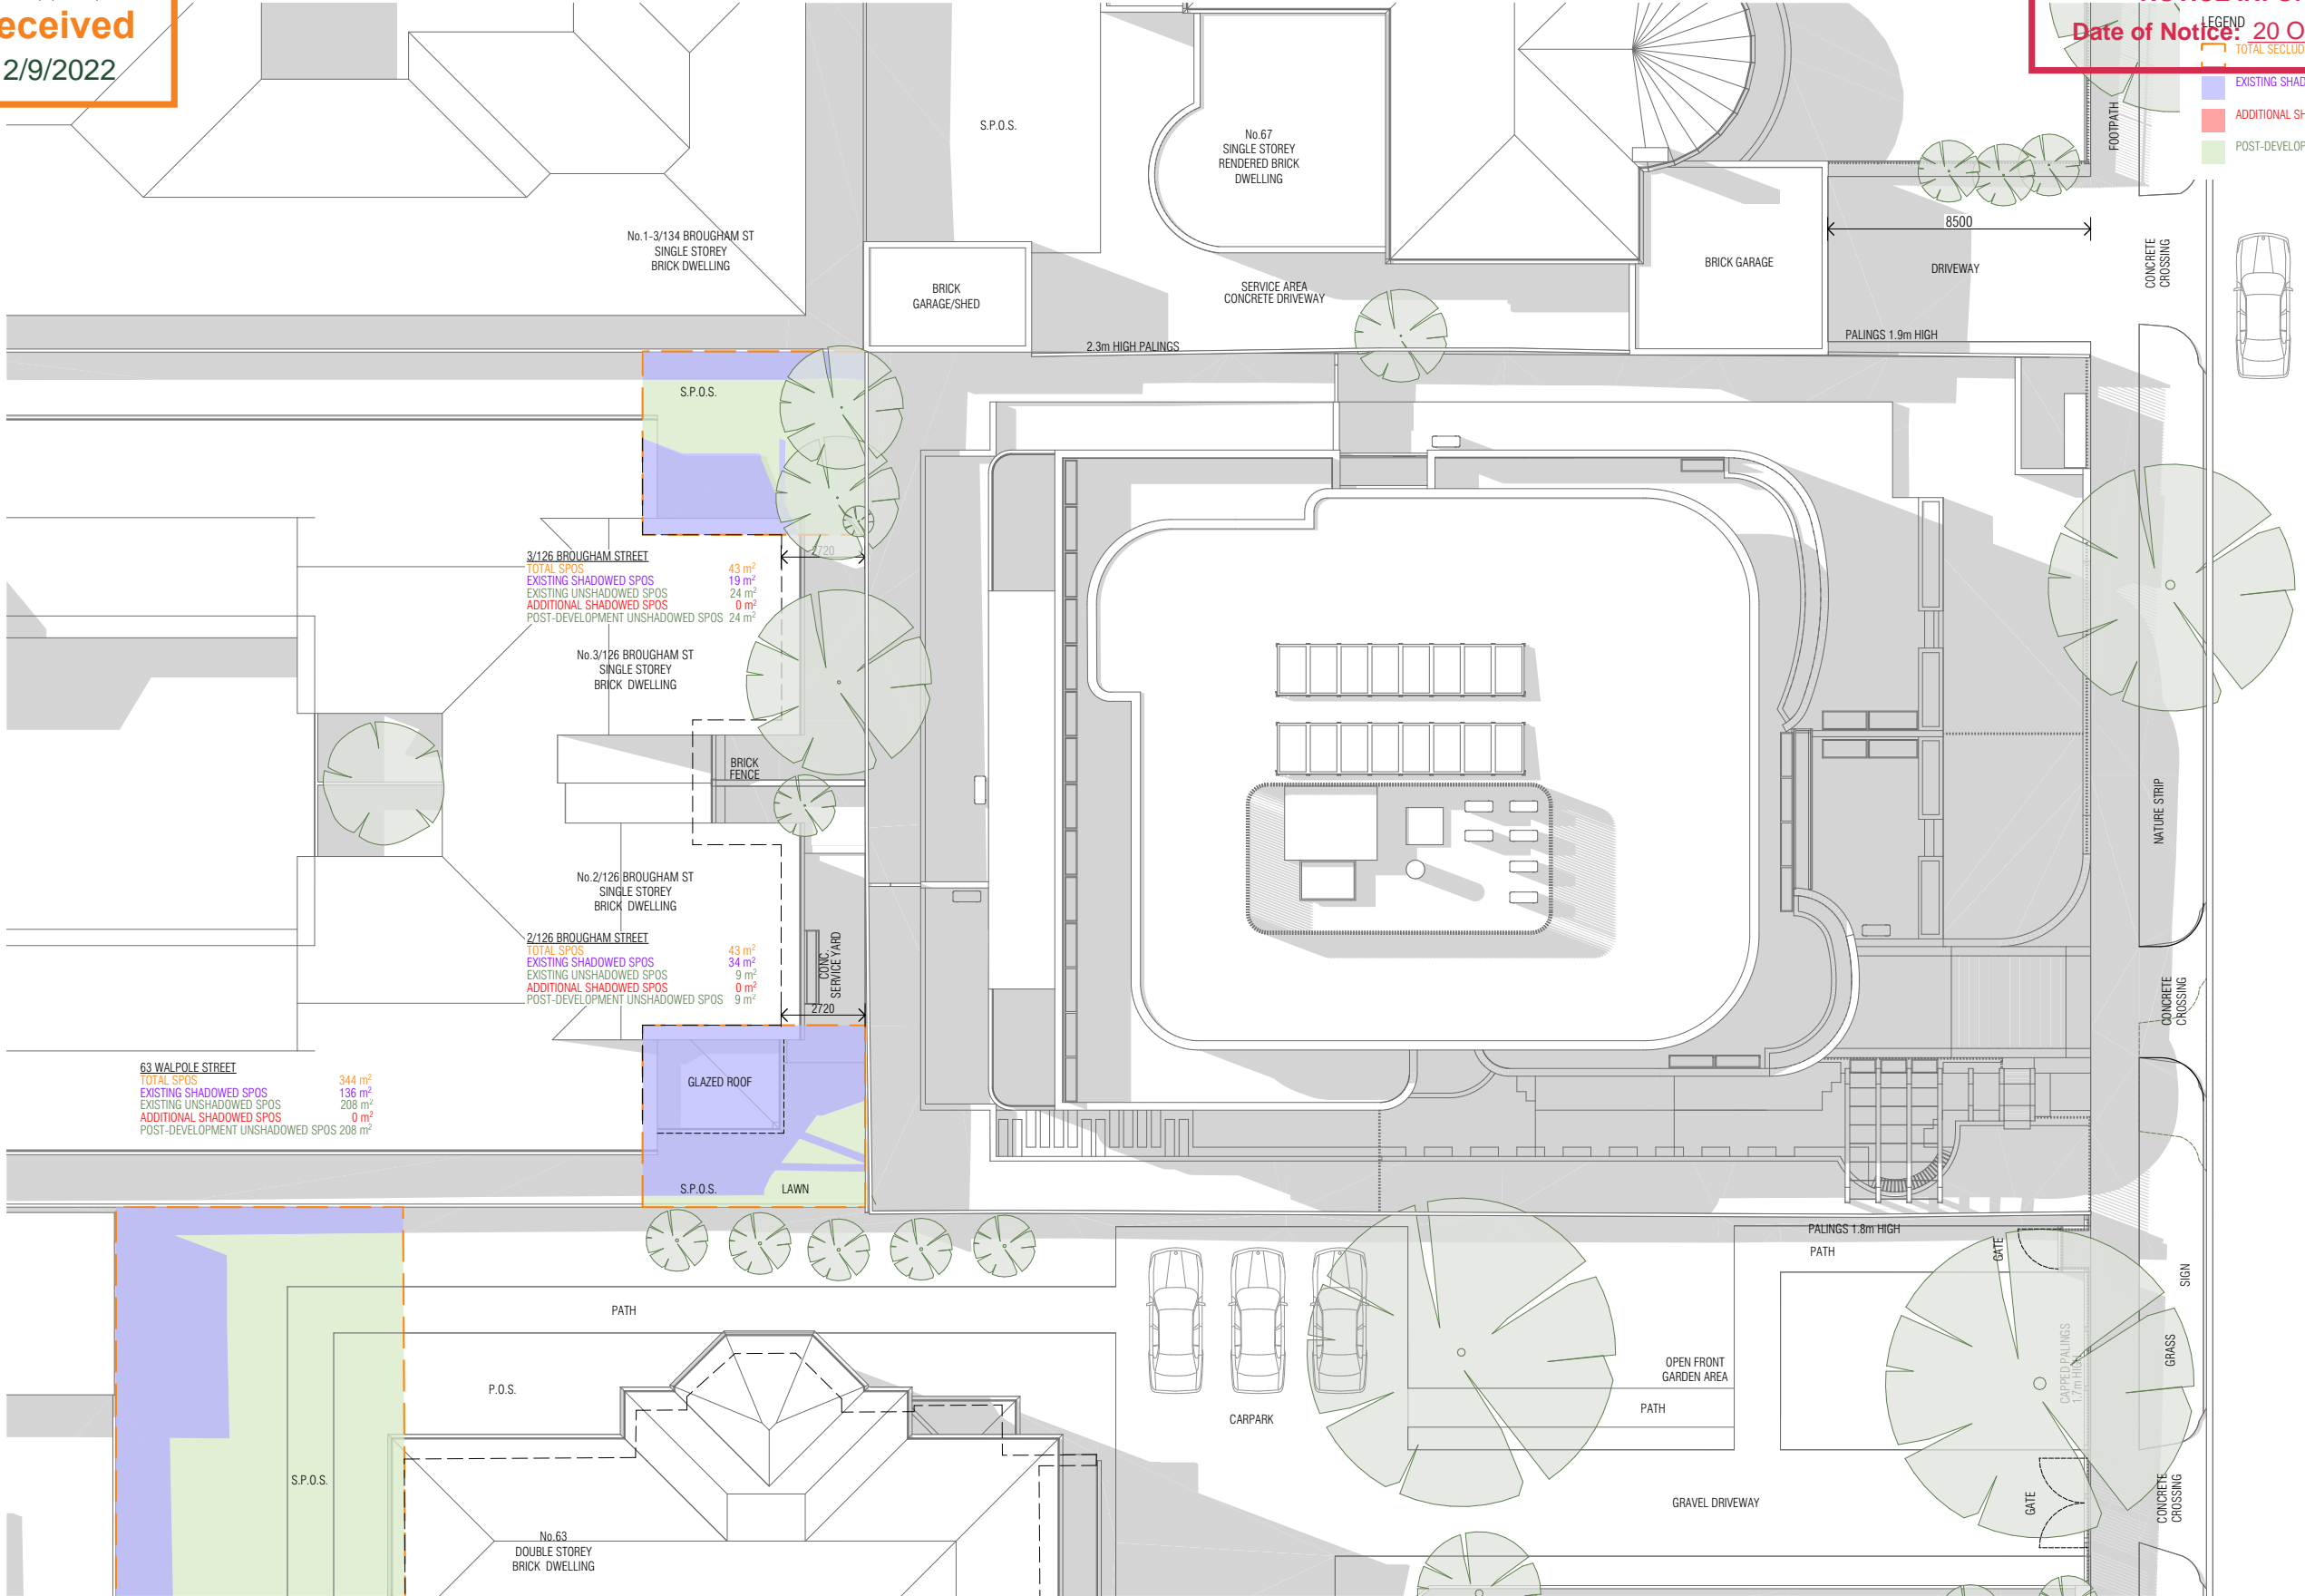 eceived
2/9/2022
Date of Notice: 20 O
LEGEND
TOTAL SECLUD
EXISTING SHAD
ADDITIONAL SH
POST-DEVELOP
FOOTPATH
S.P.O.S.
No.67
SINGLE STOREY
RENDERED BRICK
DWELLING
No.1-3/134 BROUGHAM ST
SINGLE STOREY
BRICK DWELLING
8500
BRICK GARAGE
DRIVEWAY
CONCRETE
CROSSING
BRICK
GARAGE/SHED
SERVICE AREA
CONCRETE DRIVEWAY
2.3m HIGH PALINGS
PALINGS 1.9m HIGH
S.P.O.S.
2720
3/126 BROUGHAM STREET
TOTAL SPOS 43 m²
EXISTING SHADOWED SPOS 19 m²
EXISTING UNSHADOWED SPOS 24 m²
ADDITIONAL SHADOWED SPOS 0 m²
POST-DEVELOPMENT UNSHADOWED SPOS 24 m²
No.3/126 BROUGHAM ST
SINGLE STOREY
BRICK DWELLING
BRICK
FENCE
NATURE STRIP
No.2/126 BROUGHAM ST
SINGLE STOREY
BRICK DWELLING
2/126 BROUGHAM STREET
TOTAL SPOS 43 m²
EXISTING SHADOWED SPOS 34 m²
EXISTING UNSHADOWED SPOS 9 m²
ADDITIONAL SHADOWED SPOS 0 m²
POST-DEVELOPMENT UNSHADOWED SPOS 9 m²
CONC.
SERVICE YARD
2720
CONCRETE
CROSSING
63 WALPOLE STREET
TOTAL SPOS 344 m²
EXISTING SHADOWED SPOS 136 m²
EXISTING UNSHADOWED SPOS 208 m²
ADDITIONAL SHADOWED SPOS 0 m²
POST-DEVELOPMENT UNSHADOWED SPOS 208 m²
GLAZED ROOF
S.P.O.S.
LAWN
PALINGS 1.8m HIGH
PATH
GATE
SIGN
PATH
P.O.S.
OPEN FRONT
GARDEN AREA
PATH
CAPPED PALINGS
1.7m HIGH
GRASS
CARPARK
S.P.O.S.
GRAVEL DRIVEWAY
GATE
CONCRETE
CROSSING
No.63
DOUBLE STOREY
BRICK DWELLING